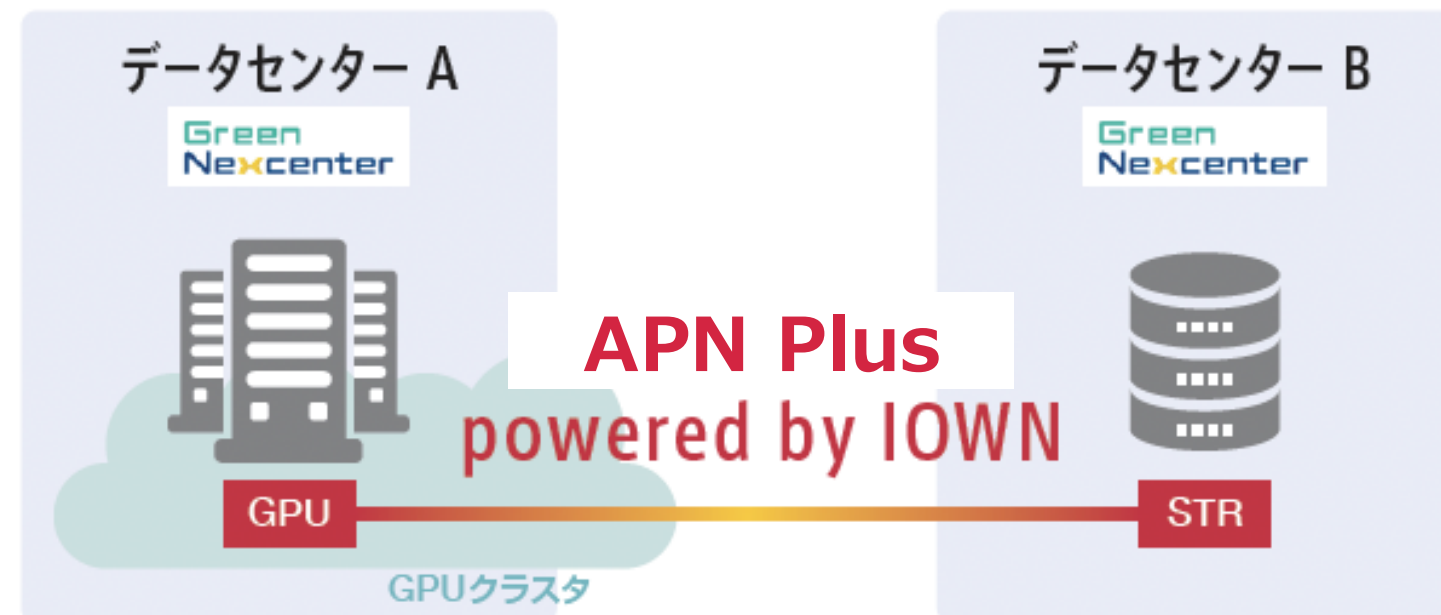 データセンター A
Green
Nexcenter
GPU
GPUクラスタ
APN Plus
powered by IOWN
データセンター B
Green
Nexcenter
STR